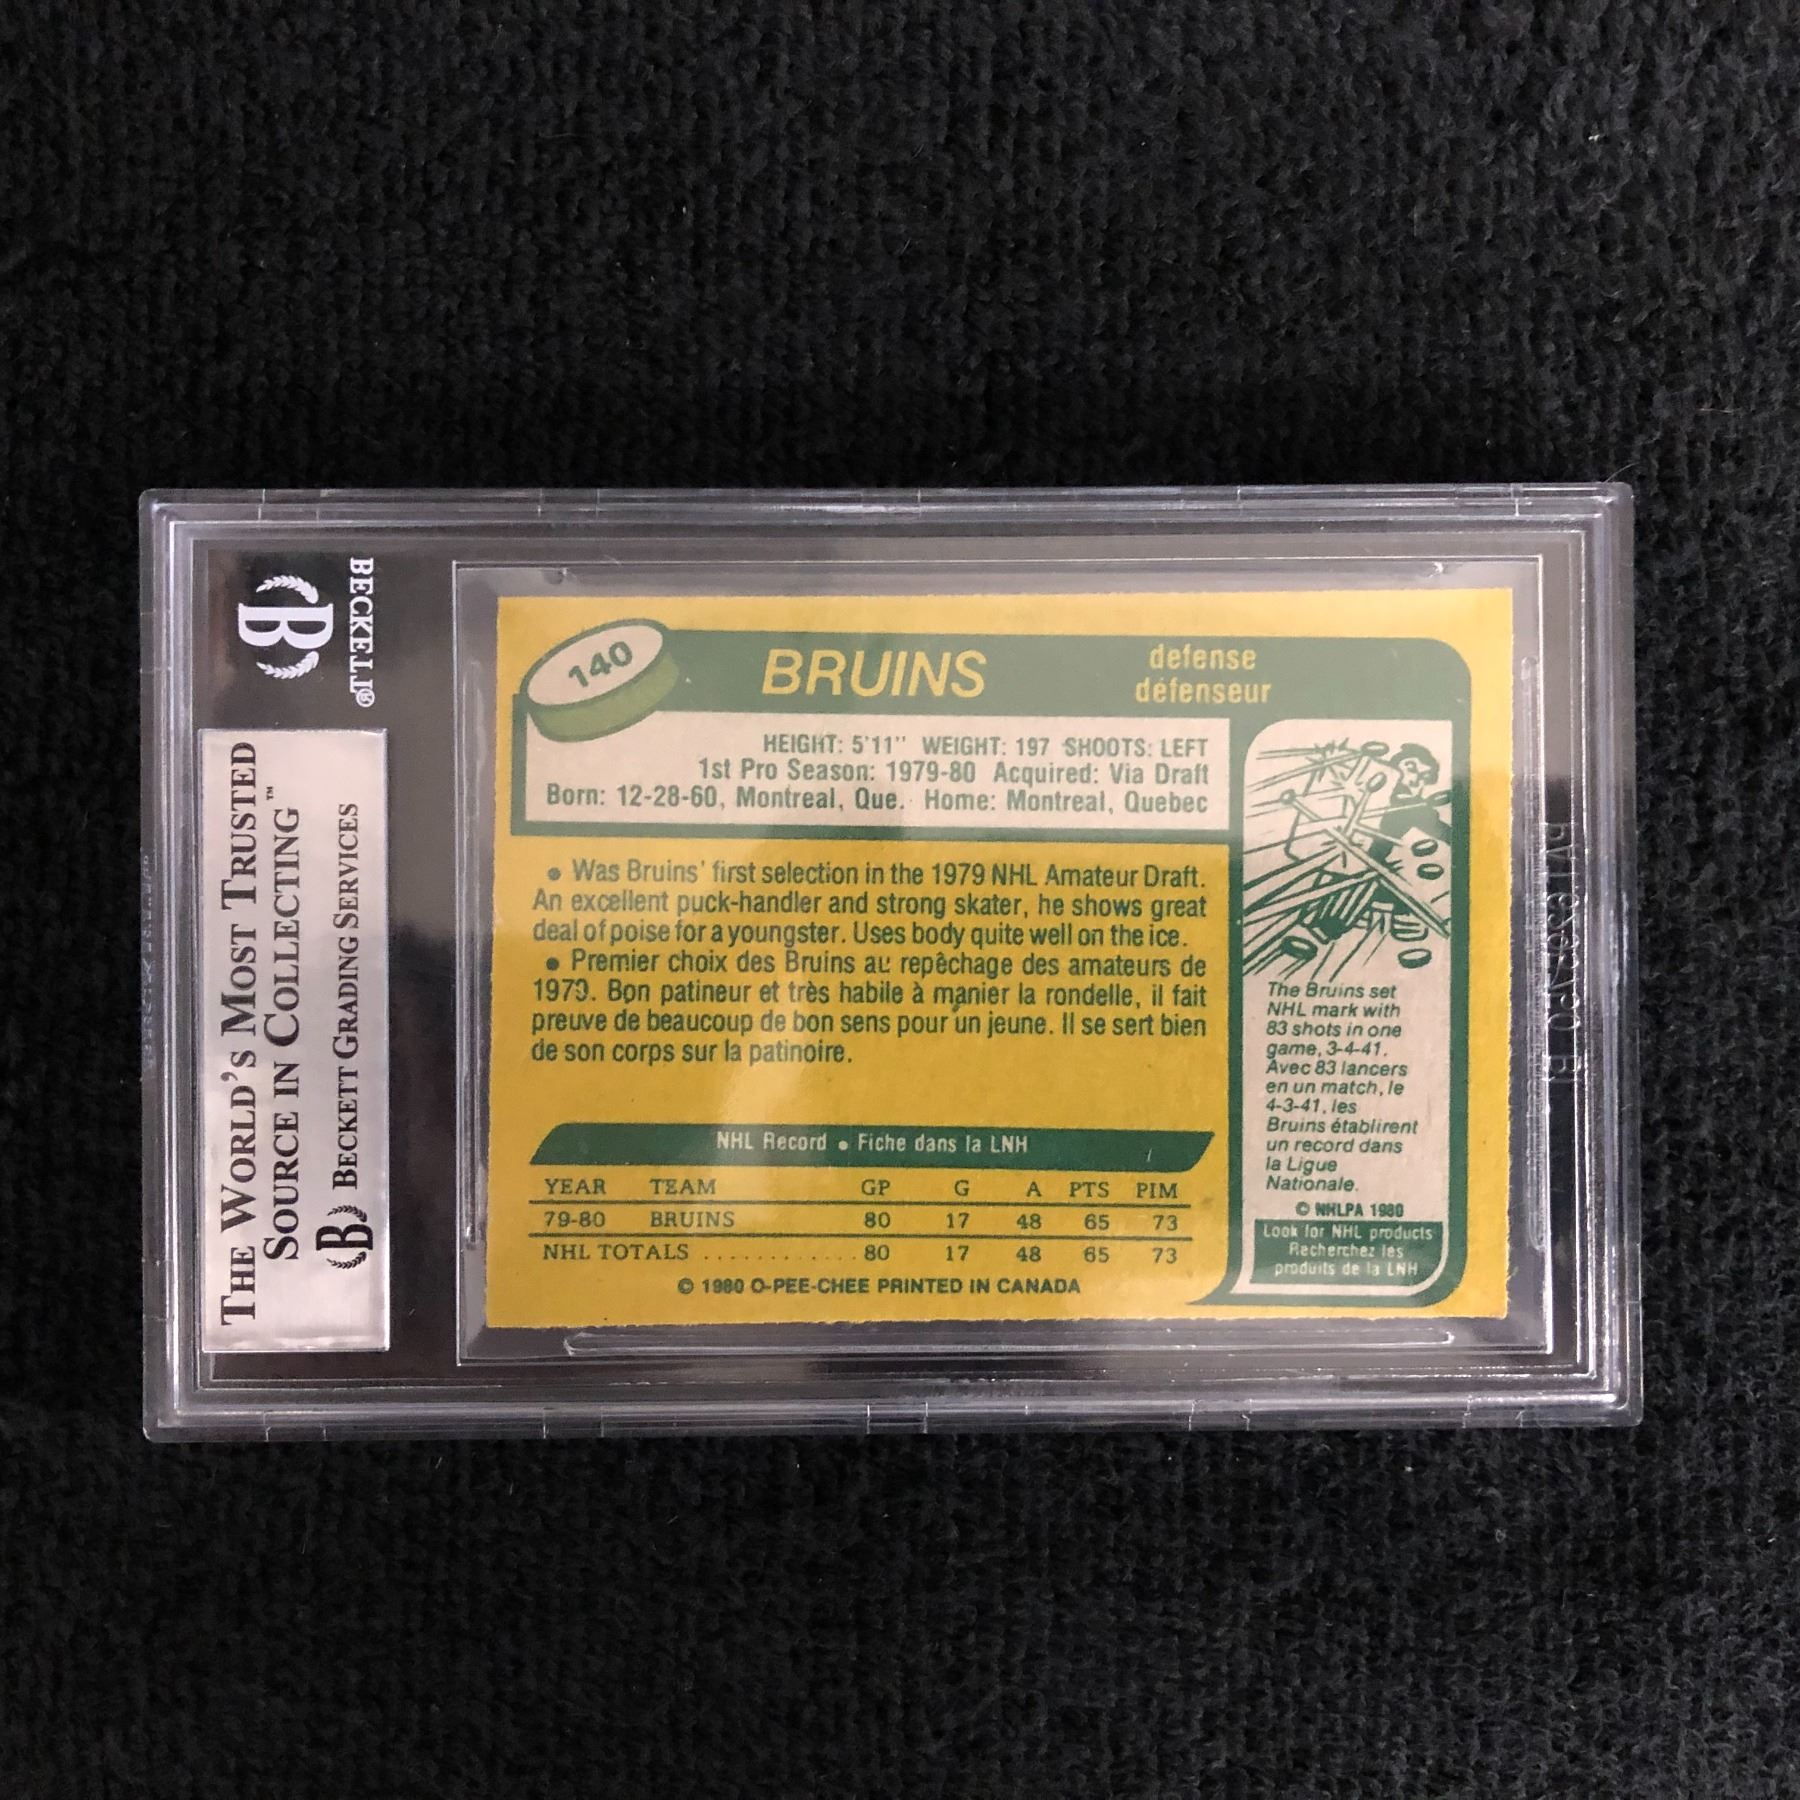 BECKETT®
B
THE WORLD'S MOST TRUSTED
SOURCE IN COLLECTING™
B BECKETT GRADING SERVICES
140
BRUINS
defense
défenseur
HEIGHT: 5'11" WEIGHT: 197 SHOOTS: LEFT
1st Pro Season: 1979-80 Acquired: Via Draft
Born: 12-28-60, Montreal, Que. Home: Montreal, Quebec
• Was Bruins' first selection in the 1979 NHL Amateur Draft.
An excellent puck-handler and strong skater, he shows great
deal of poise for a youngster. Uses body quite well on the ice.
• Premier choix des Bruins au repêchage des amateurs de
1979. Bon patineur et très habile à manier la rondelle, il fait
preuve de beaucoup de bon sens pour un jeune. Il se sert bien
de son corps sur la patinoire.
NHL Record • Fiche dans la LNH
YEAR TEAM GP G A PTS PIM
79-80 BRUINS 80 17 48 65 73
NHL TOTALS .............. 80 17 48 65 73
© 1980 O-PEE-CHEE PRINTED IN CANADA
The Bruins set
NHL mark with
83 shots in one
game, 3-4-41.
Avec 83 lancers
en un match, le
4-3-41, les
Bruins établirent
un record dans
la Ligue
Nationale.
© NHLPA 1980
Look for NHL products
Recherchez les
produits de la LNH